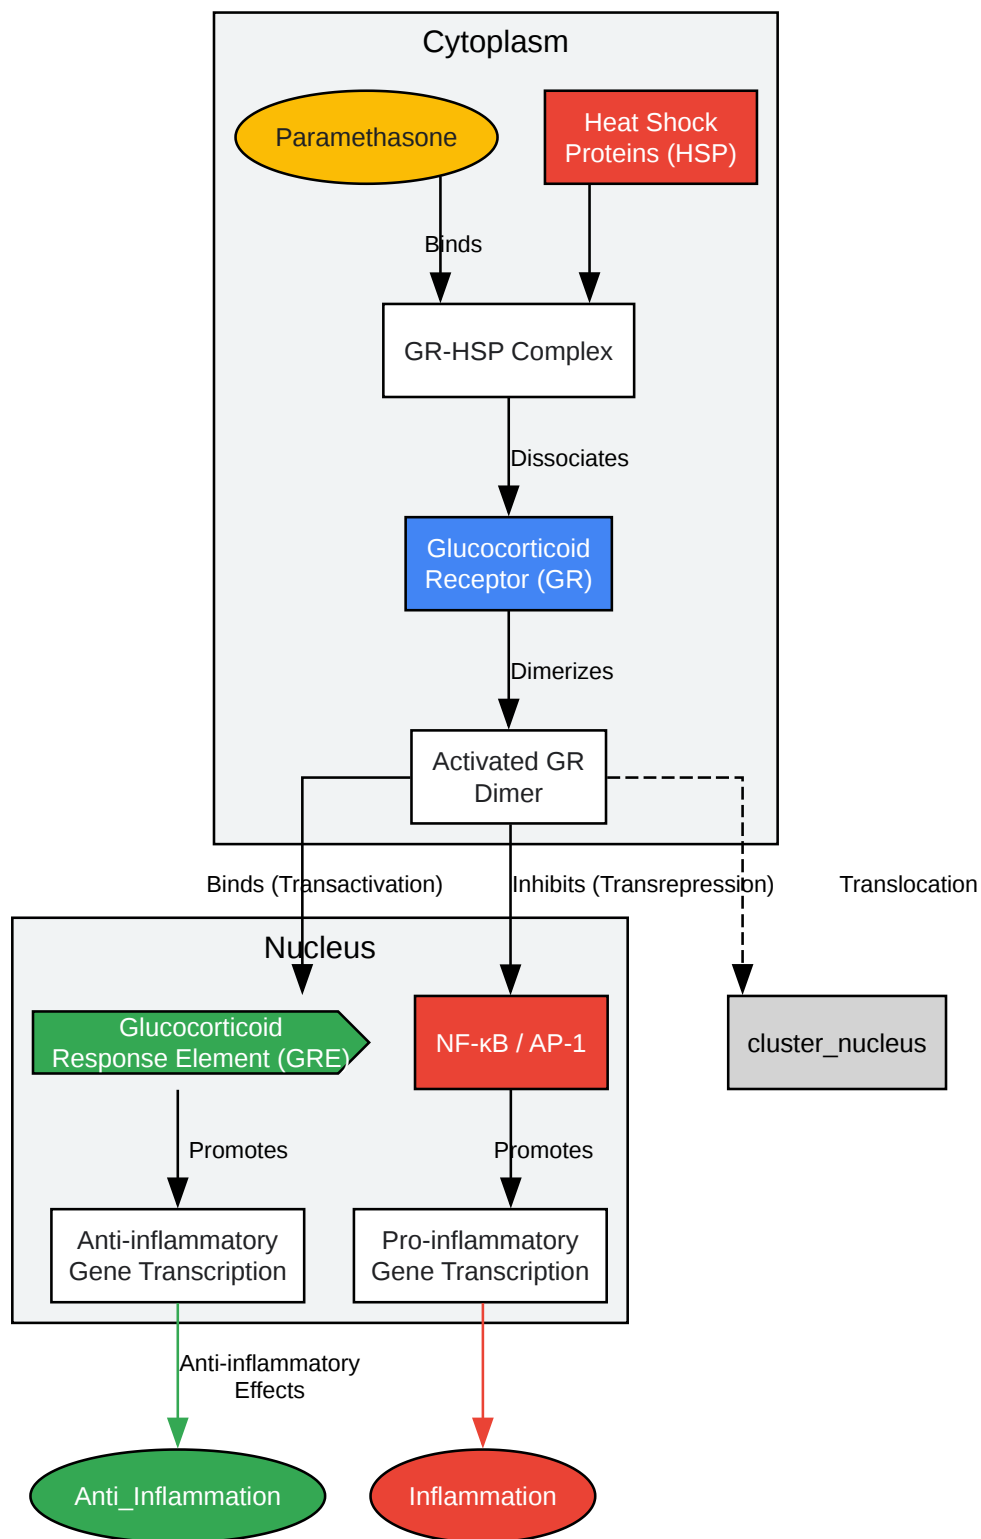 Cytoplasm
Paramethasone
Heat Shock
Proteins (HSP)
Binds
GR-HSP Complex
Dissociates
Glucocorticoid
Receptor (GR)
Dimerizes
Activated GR
Dimer
Binds (Transactivation)
Inhibits (Transrepression)
Translocation
Nucleus
Glucocorticoid
Response Element (GRE)
NF-κB / AP-1
cluster_nucleus
Promotes
Promotes
Anti-inflammatory
Gene Transcription
Pro-inflammatory
Gene Transcription
Anti-inflammatory
Effects
Anti_Inflammation
Inflammation